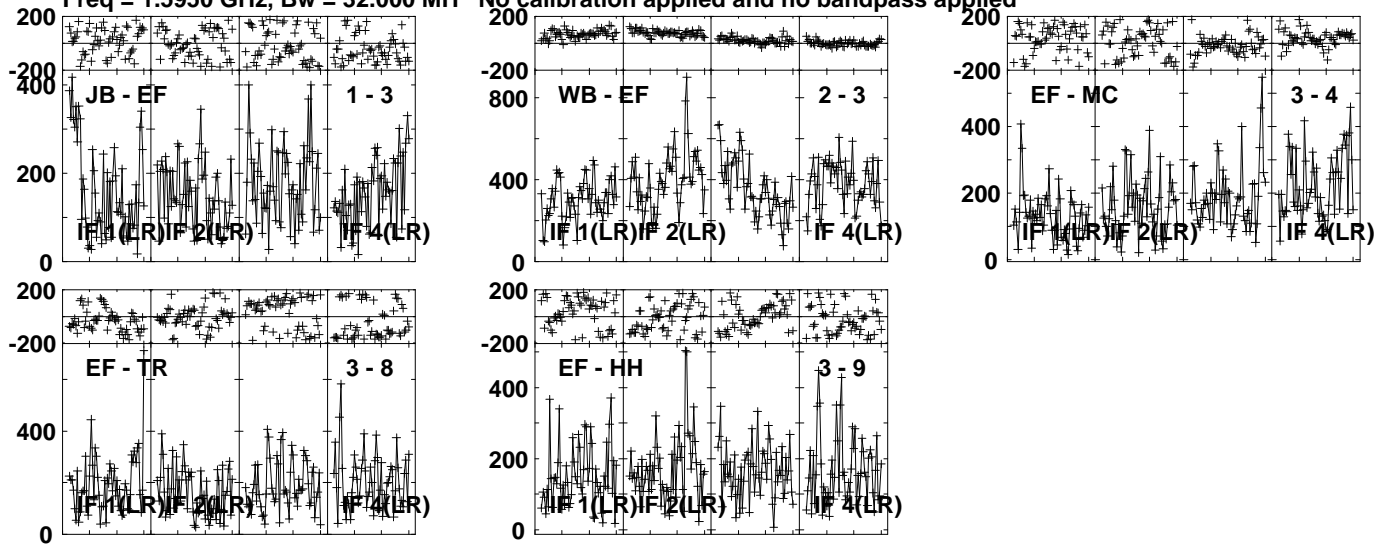 Freq = 1.5950 GHz, Bw = 32.000 MH No calibration applied and no bandpass applied
200
-200
400
200
0
JB - EF
1 - 3
IF 1(LR)
IF 2(LR)
IF 4(LR)
200
-200
800
400
0
WB - EF
2 - 3
IF 1(LR)
IF 2(LR)
IF 4(LR)
200
-200
400
200
0
EF - MC
3 - 4
IF 1(LR)
IF 2(LR)
IF 4(LR)
200
-200
400
0
EF - TR
3 - 8
IF 1(LR)
IF 2(LR)
IF 4(LR)
200
-200
400
200
0
EF - HH
3 - 9
IF 1(LR)
IF 2(LR)
IF 4(LR)